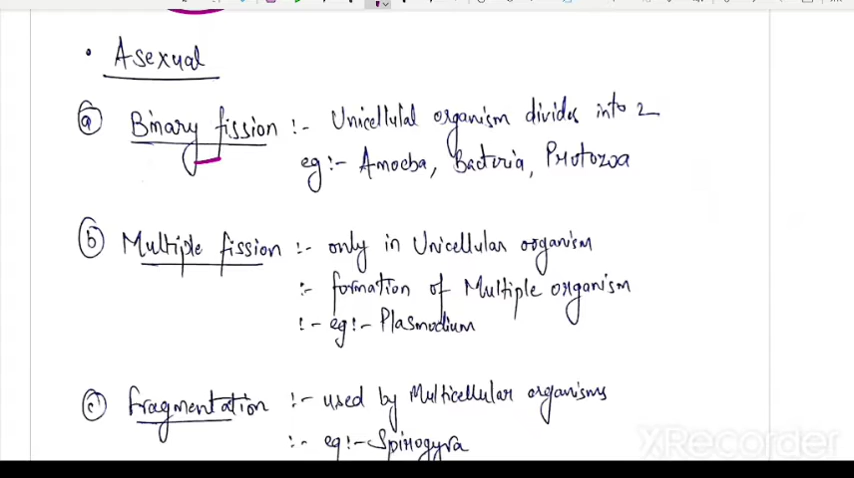 • Asexual
(a) Binary fission :- Unicellulal organism divides into 2
eg :- Amoeba, Bacteria, Protozoa
(b) Multiple fission :- only in Unicellular organism
:- formation of Multiple organism
:- eg :- Plasmodium
(c) fragmentation :- used by Multicellular organisms
:- eg :- Spirogyra
XRecorder